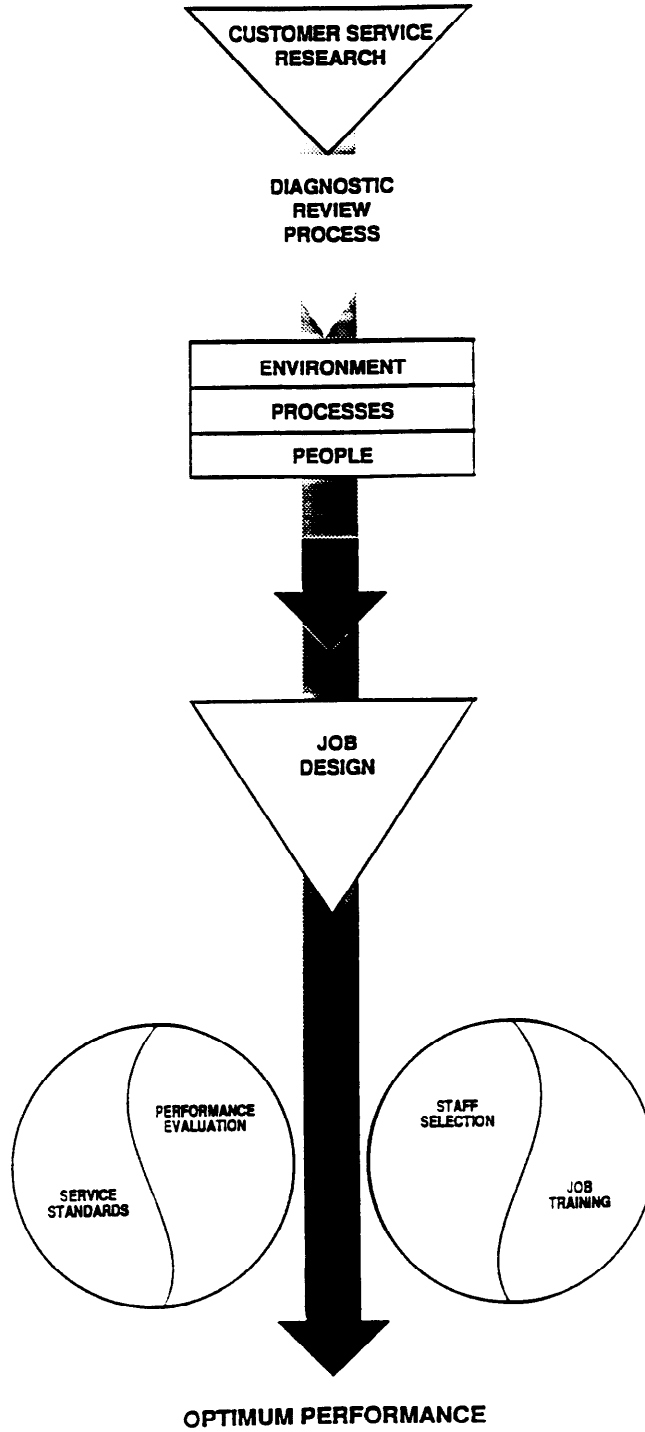 CUSTOMER SERVICE
RESEARCH
DIAGNOSTIC
REVIEW
PROCESS
ENVIRONMENT
PROCESSES
PEOPLE
JOB
DESIGN
PERFORMANCE
EVALUATION
SERVICE
STANDARDS
STAFF
SELECTION
JOB
TRAINING
OPTIMUM PERFORMANCE